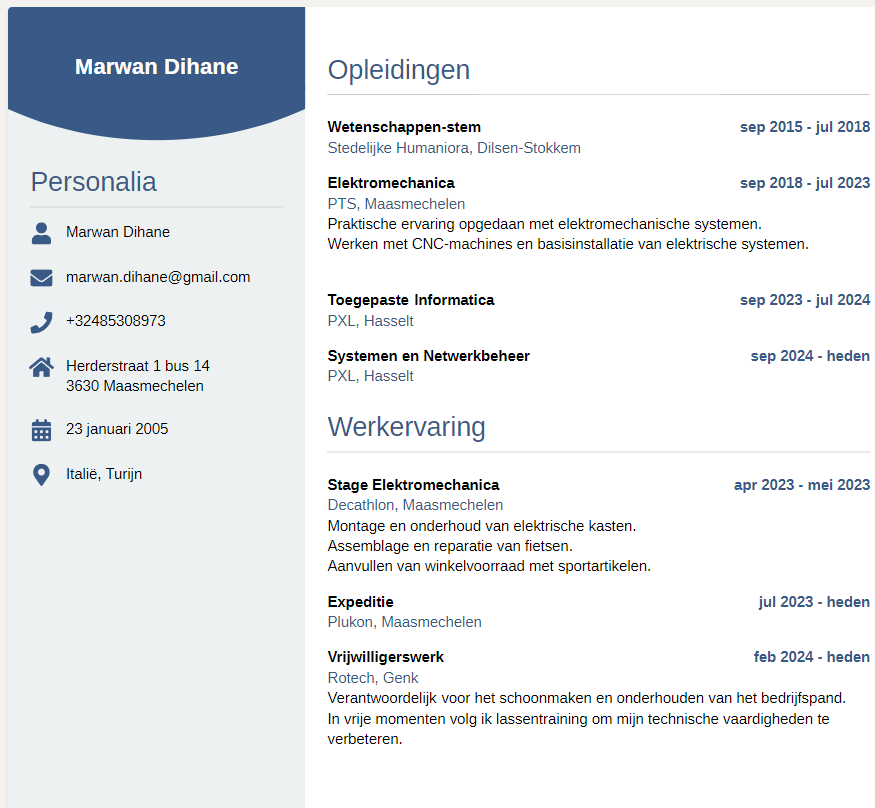 Marwan Dihane
Personalia
Marwan Dihane
marwan.dihane@gmail.com
+32485308973
Herderstraat 1 bus 14
3630 Maasmechelen
23 januari 2005
Italië, Turijn
Opleidingen
Wetenschappen-stem sep 2015 - jul 2018
Stedelijke Humaniora, Dilsen-Stokkem
Elektromechanica sep 2018 - jul 2023
PTS, Maasmechelen
Praktische ervaring opgedaan met elektromechanische systemen.
Werken met CNC-machines en basisinstallatie van elektrische systemen.
Toegepaste Informatica sep 2023 - jul 2024
PXL, Hasselt
Systemen en Netwerkbeheer sep 2024 - heden
PXL, Hasselt
Werkervaring
Stage Elektromechanica apr 2023 - mei 2023
Decathlon, Maasmechelen
Montage en onderhoud van elektrische kasten.
Assemblage en reparatie van fietsen.
Aanvullen van winkelvoorraad met sportartikelen.
Expeditie jul 2023 - heden
Plukon, Maasmechelen
Vrijwilligerswerk feb 2024 - heden
Rotech, Genk
Verantwoordelijk voor het schoonmaken en onderhouden van het bedrijfspand.
In vrije momenten volg ik lassentraining om mijn technische vaardigheden te
verbeteren.